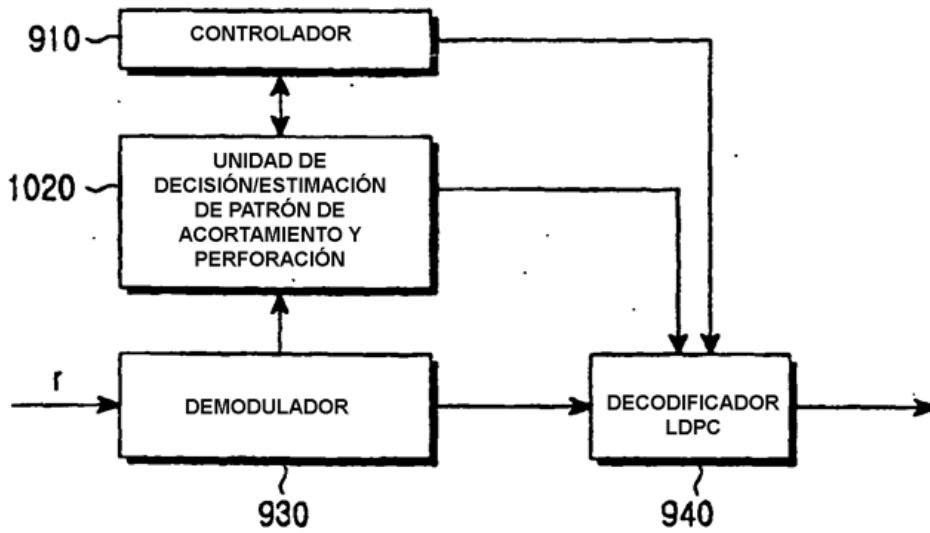 910
CONTROLADOR
1020
UNIDAD DE
DECISIÓN/ESTIMACIÓN
DE PATRÓN DE
ACORTAMIENTO Y
PERFORACIÓN
r
DEMODULADOR
DECODIFICADOR
LDPC
930
940